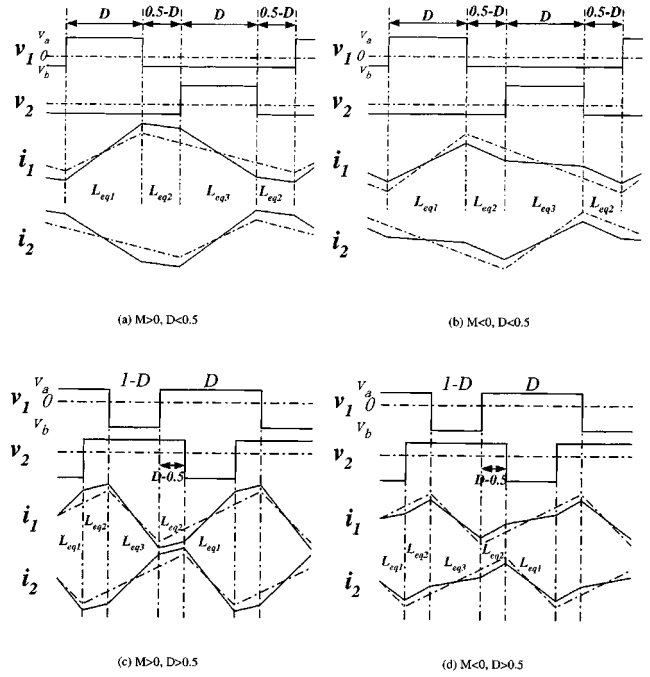 D 0.5-D D 0.5-D
D 0.5-D D 0.5-D
v1 Va 0 Vb
v1 Va 0 Vb
v2
v2
i1
i1
Leq1 Leq2 Leq3 Leq2
Leq1 Leq2 Leq3 Leq2
i2
i2
(a) M>0, D<0.5
(b) M<0, D<0.5
1-D D
1-D D
v1 Va 0 Vb
v1 Va 0 Vb
v2
v2
D-0.5
D-0.5
i1
i1
Leq1 Leq2 Leq3 Leq2 Leq1
Leq1 Leq2 Leq3 Leq2 Leq1
i2
i2
(c) M>0, D>0.5
(d) M<0, D>0.5